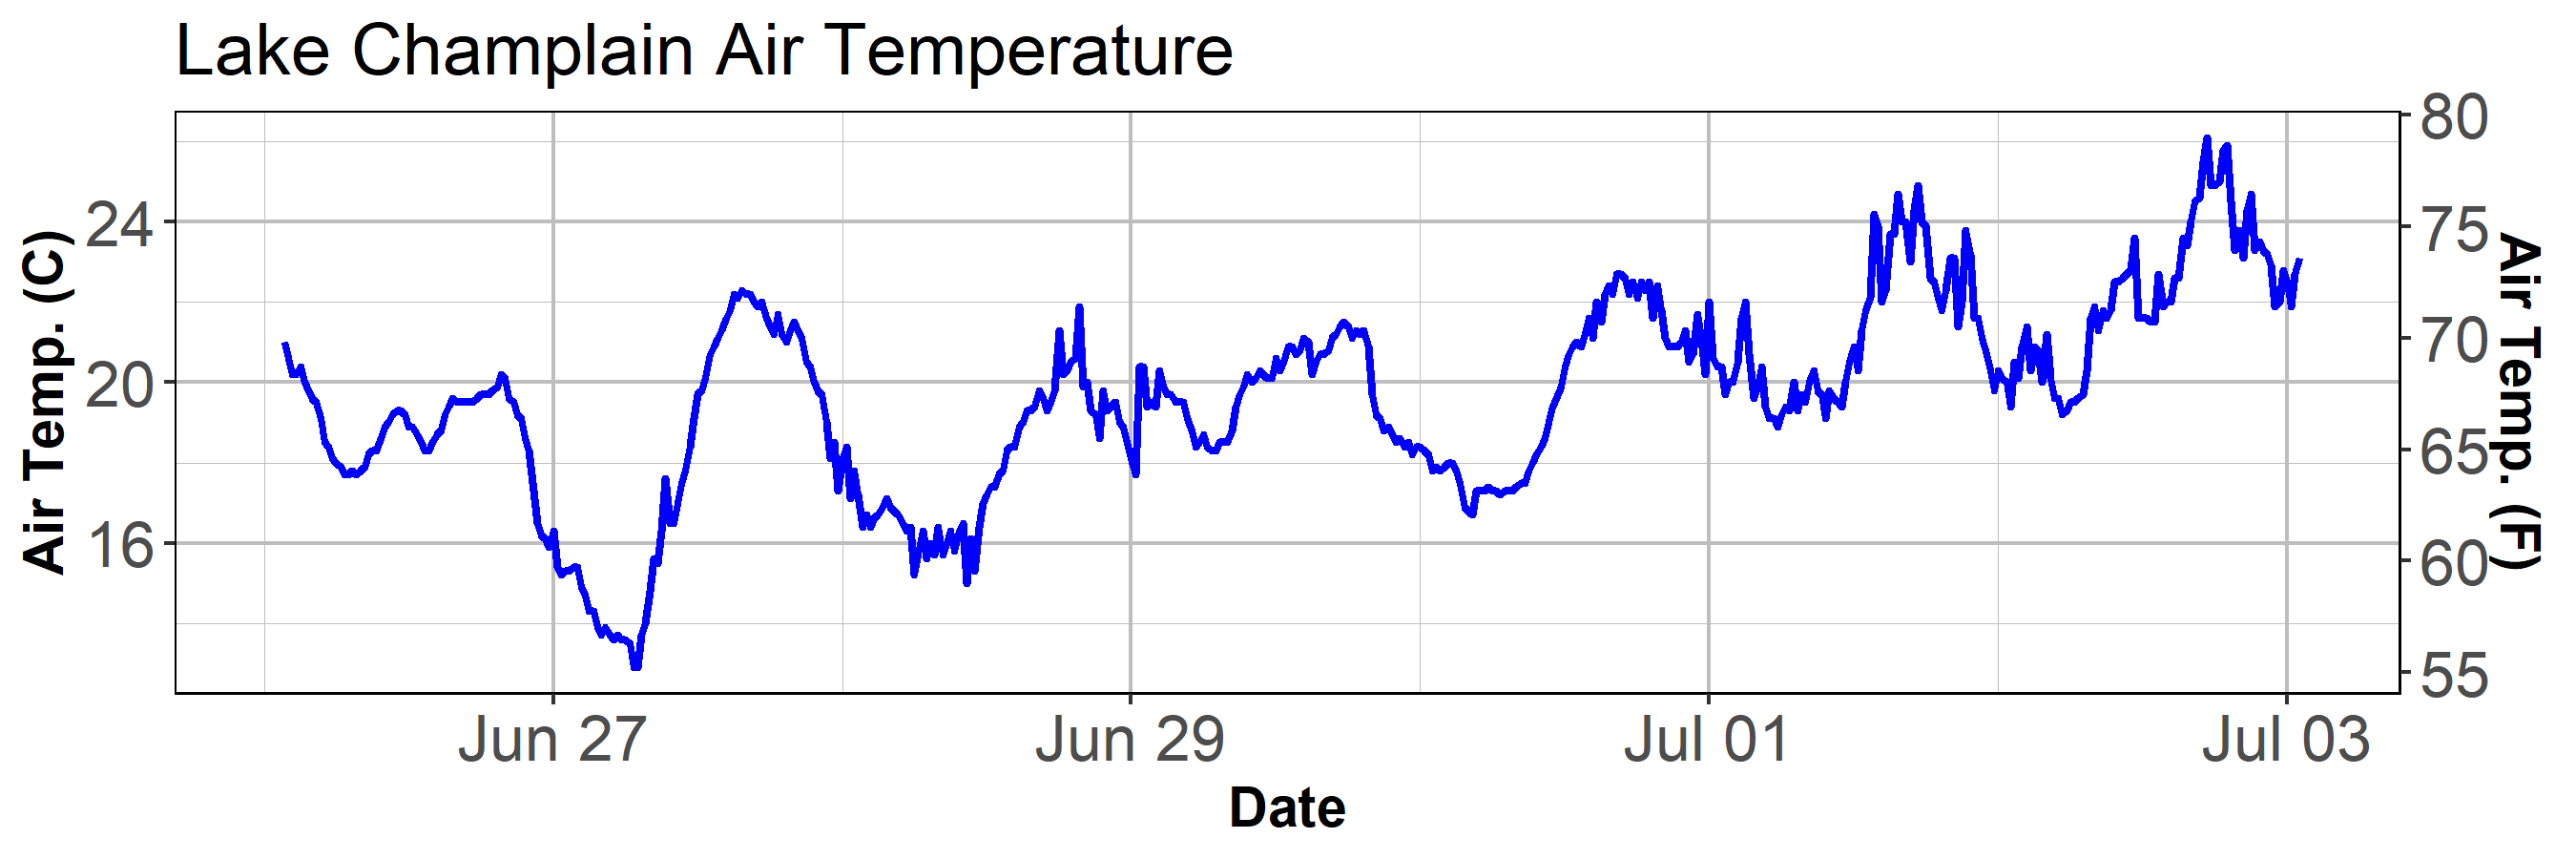 Lake Champlain Air Temperature
Air Temp. (C)
24
20
16
80
75
70
65
60
55
Air Temp. (F)
Jun 27
Jun 29
Jul 01
Jul 03
Date